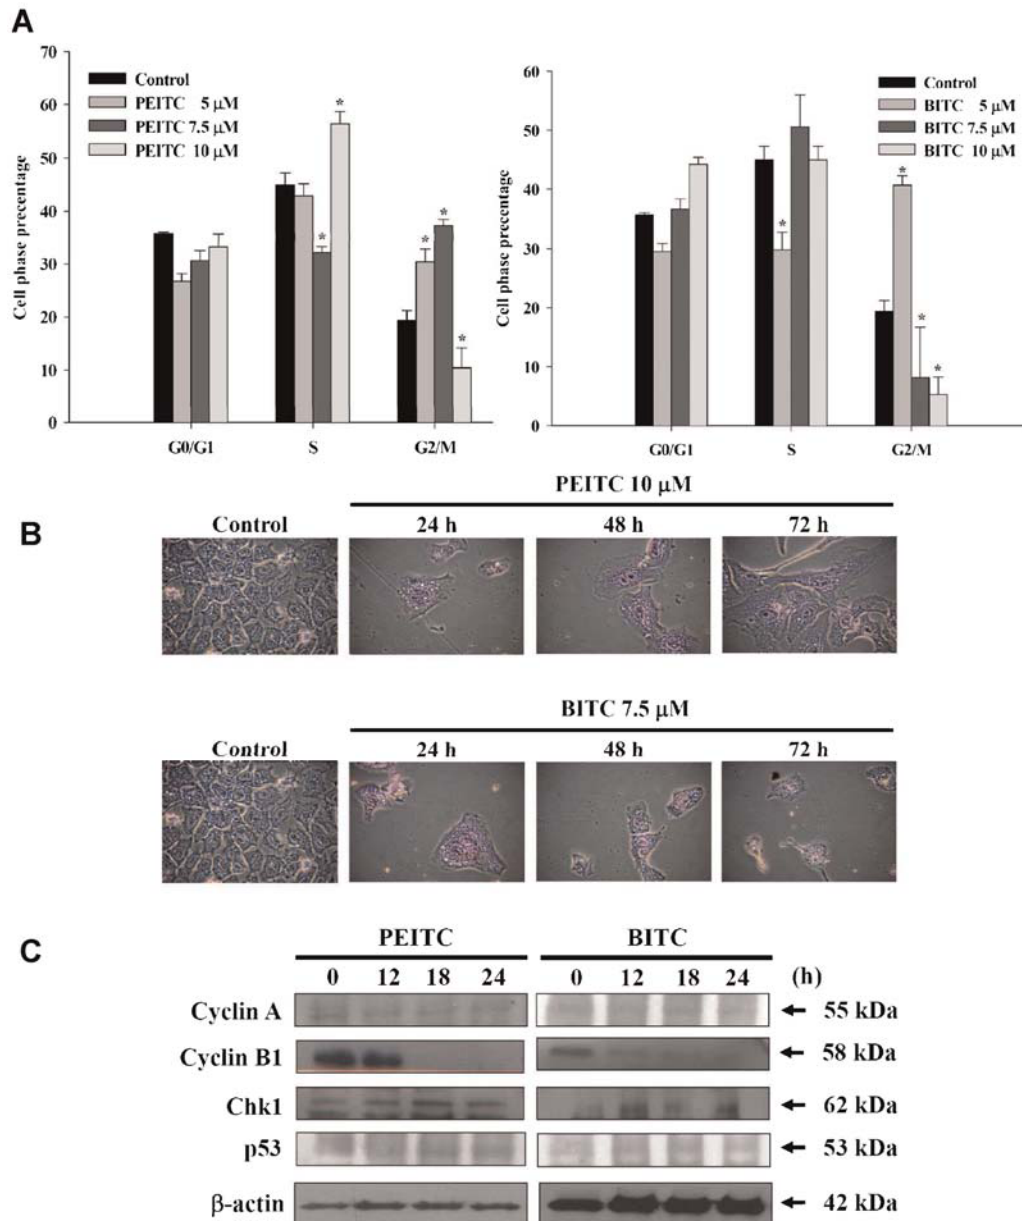 A
70
60
50
40
30
20
10
0
Cell phase precentage
Control
PEITC 5 μM
PEITC 7.5 μM
PEITC 10 μM
*
*
*
*
*
G0/G1 S G2/M
60
50
40
30
20
10
0
Cell phase precentage
Control
BITC 5 μM
BITC 7.5 μM
BITC 10 μM
*
*
*
*
G0/G1 S G2/M
B
PEITC 10 μM
Control 24 h 48 h 72 h
BITC 7.5 μM
Control 24 h 48 h 72 h
C
PEITC BITC
0 12 18 24 0 12 18 24 (h)
Cyclin A 55 kDa
Cyclin B1 58 kDa
Chk1 62 kDa
p53 53 kDa
β-actin 42 kDa